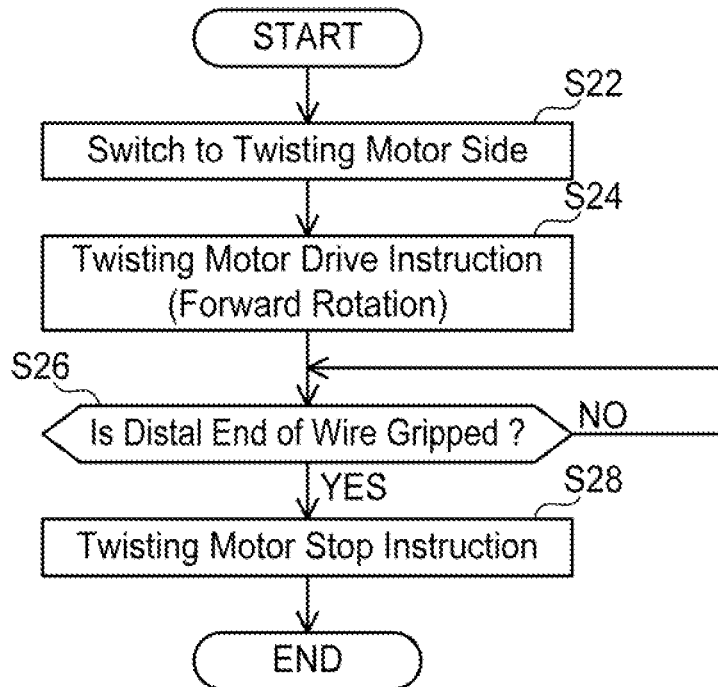 START
S22
Switch to Twisting Motor Side
S24
Twisting Motor Drive Instruction
(Forward Rotation)
S26
Is Distal End of Wire Gripped ?
NO
YES
S28
Twisting Motor Stop Instruction
END